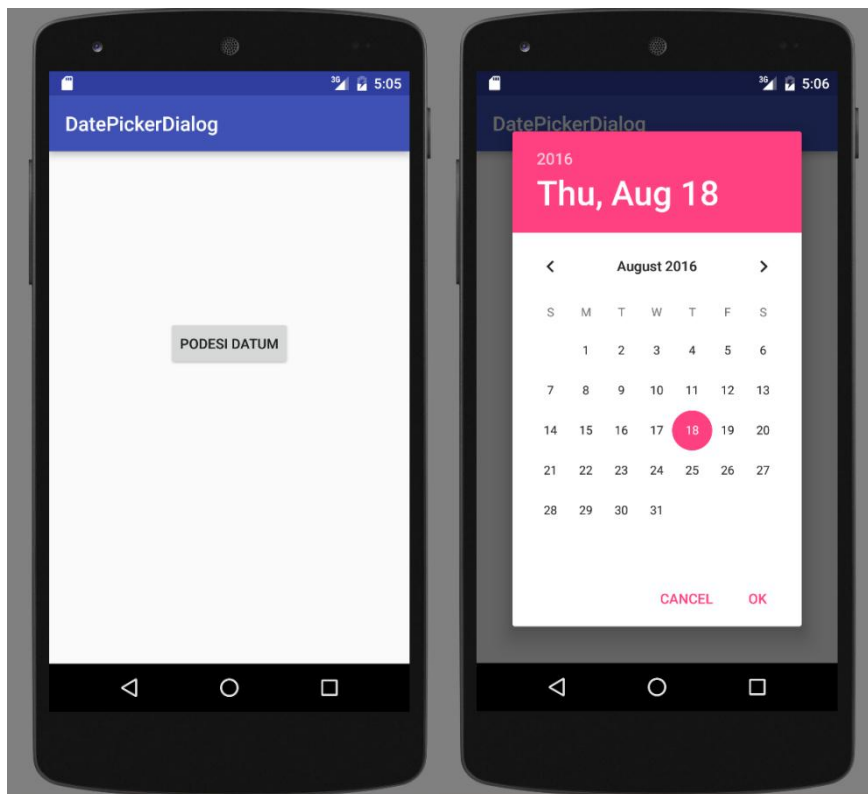 3G 5:05
DatePickerDialog
PODESI DATUM
3G 5:06
DatePickerDialog
2016
Thu, Aug 18
August 2016
S M T W T F S
1 2 3 4 5 6
7 8 9 10 11 12 13
14 15 16 17 18 19 20
21 22 23 24 25 26 27
28 29 30 31
CANCEL OK